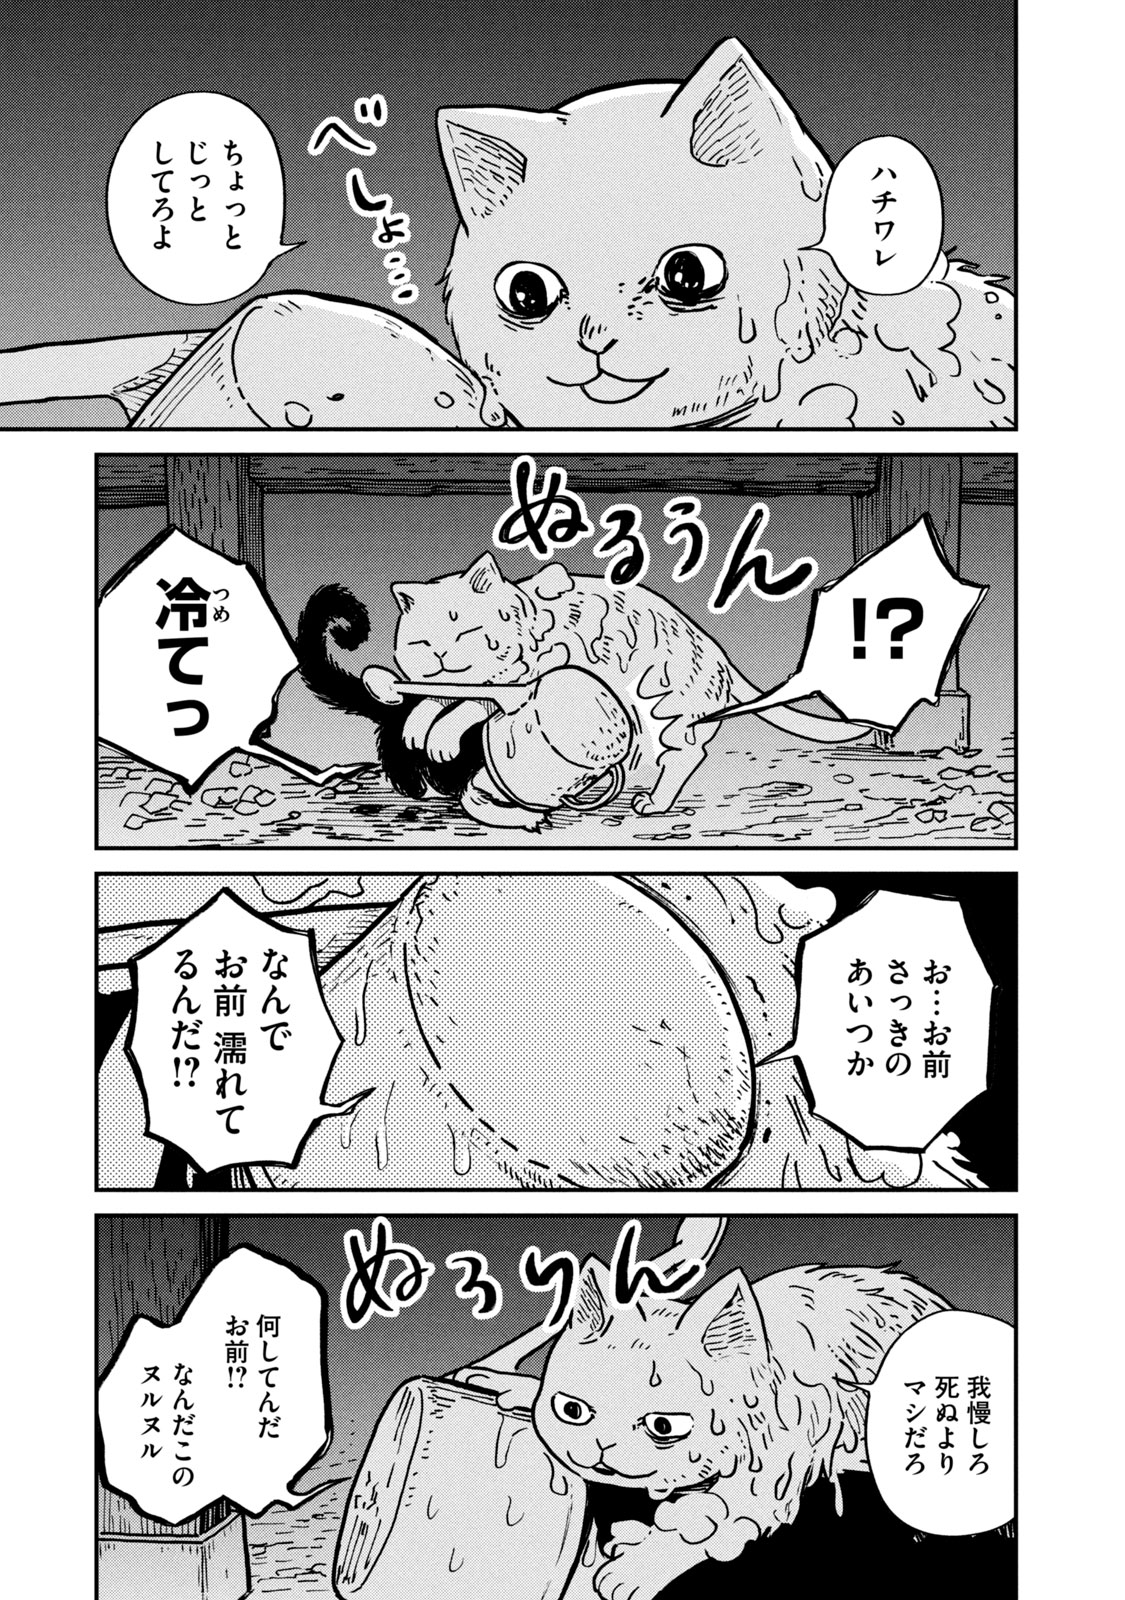 ハチワレ
べしょ…
ちょっと
じっと
してろよ
!?
ぬるうん
冷てっ
つめ
お…お前
さっきの
あいつか
なんで
お前 濡れて
るんだ!?
我慢しろ
死ぬより
マシだろ
ぬろりん
何してんだ
お前!?
なんだこの
ヌルヌル